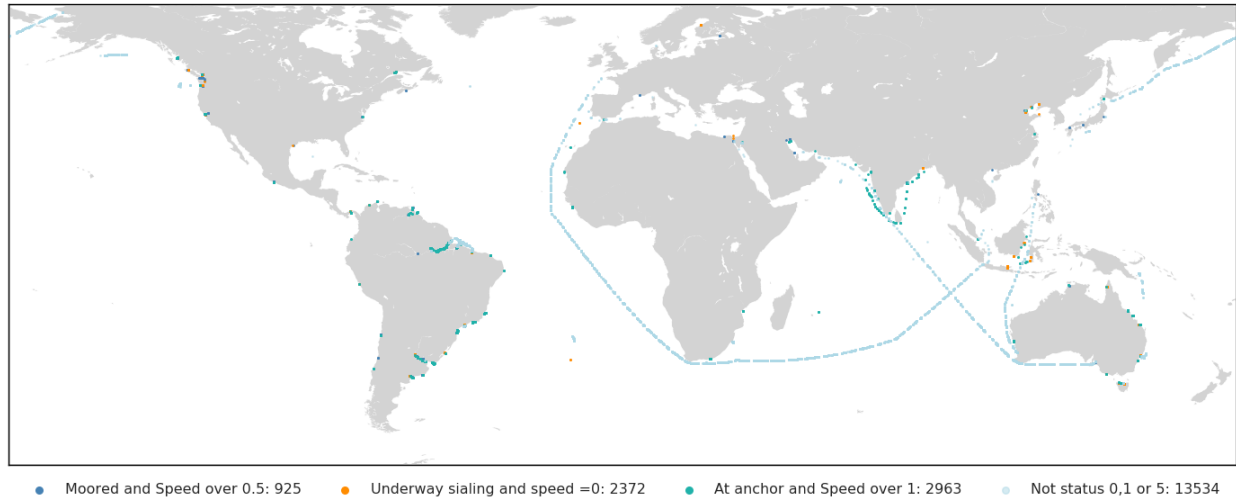 Moored and Speed over 0.5: 925 Underway sialing and speed =0: 2372 At anchor and Speed over 1: 2963 Not status 0,1 or 5: 13534